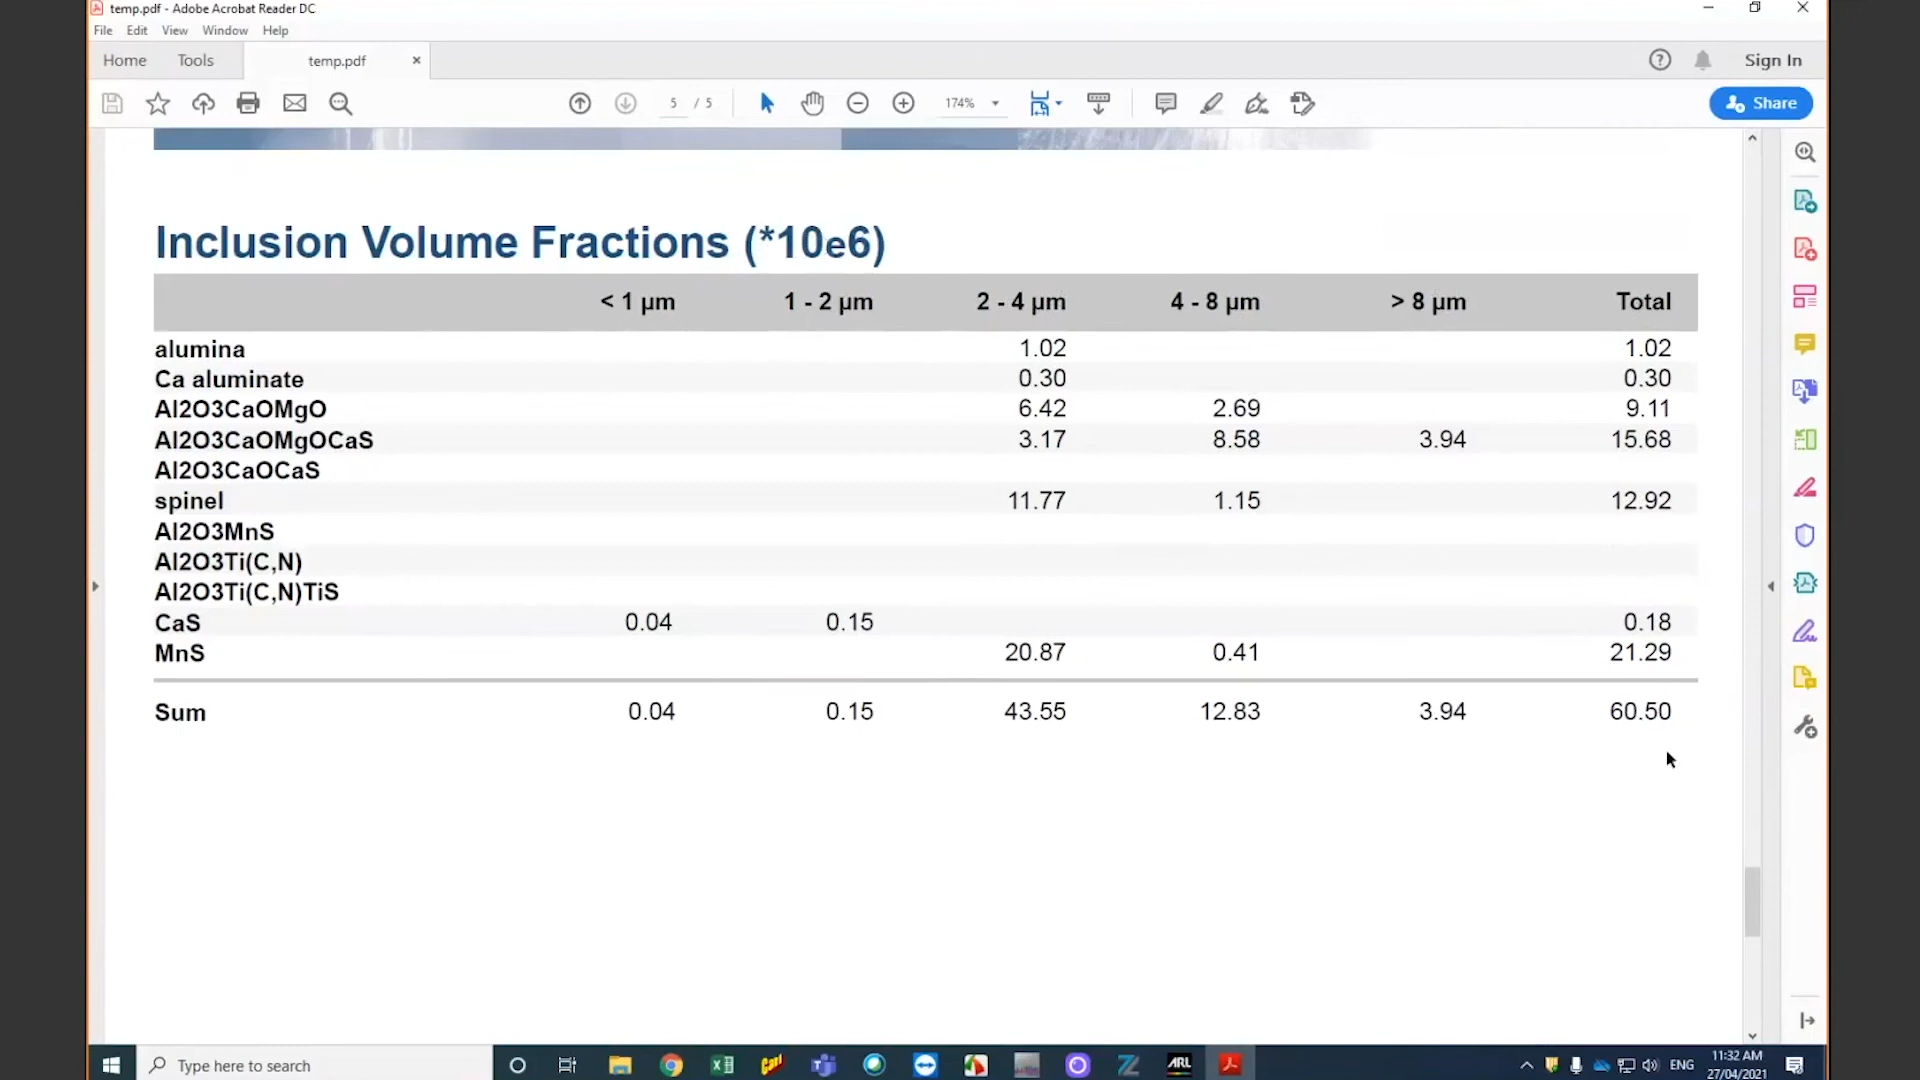 temp.pdf - Adobe Acrobat Reader DC
File Edit View Window Help
Home Tools temp.pdf × Sign In
5 / 5 174% Share
Inclusion Volume Fractions (*10e6)
< 1 µm 1 - 2 µm 2 - 4 µm 4 - 8 µm > 8 µm Total
alumina 1.02 1.02
Ca aluminate 0.30 0.30
Al2O3CaOMgO 6.42 2.69 9.11
Al2O3CaOMgOCaS 3.17 8.58 3.94 15.68
Al2O3CaOCaS
spinel 11.77 1.15 12.92
Al2O3MnS
Al2O3Ti(C,N)
Al2O3Ti(C,N)TiS
CaS 0.04 0.15 0.18
MnS 20.87 0.41 21.29
Sum 0.04 0.15 43.55 12.83 3.94 60.50
Type here to search ARL ENG 11:32 AM
27/04/2021